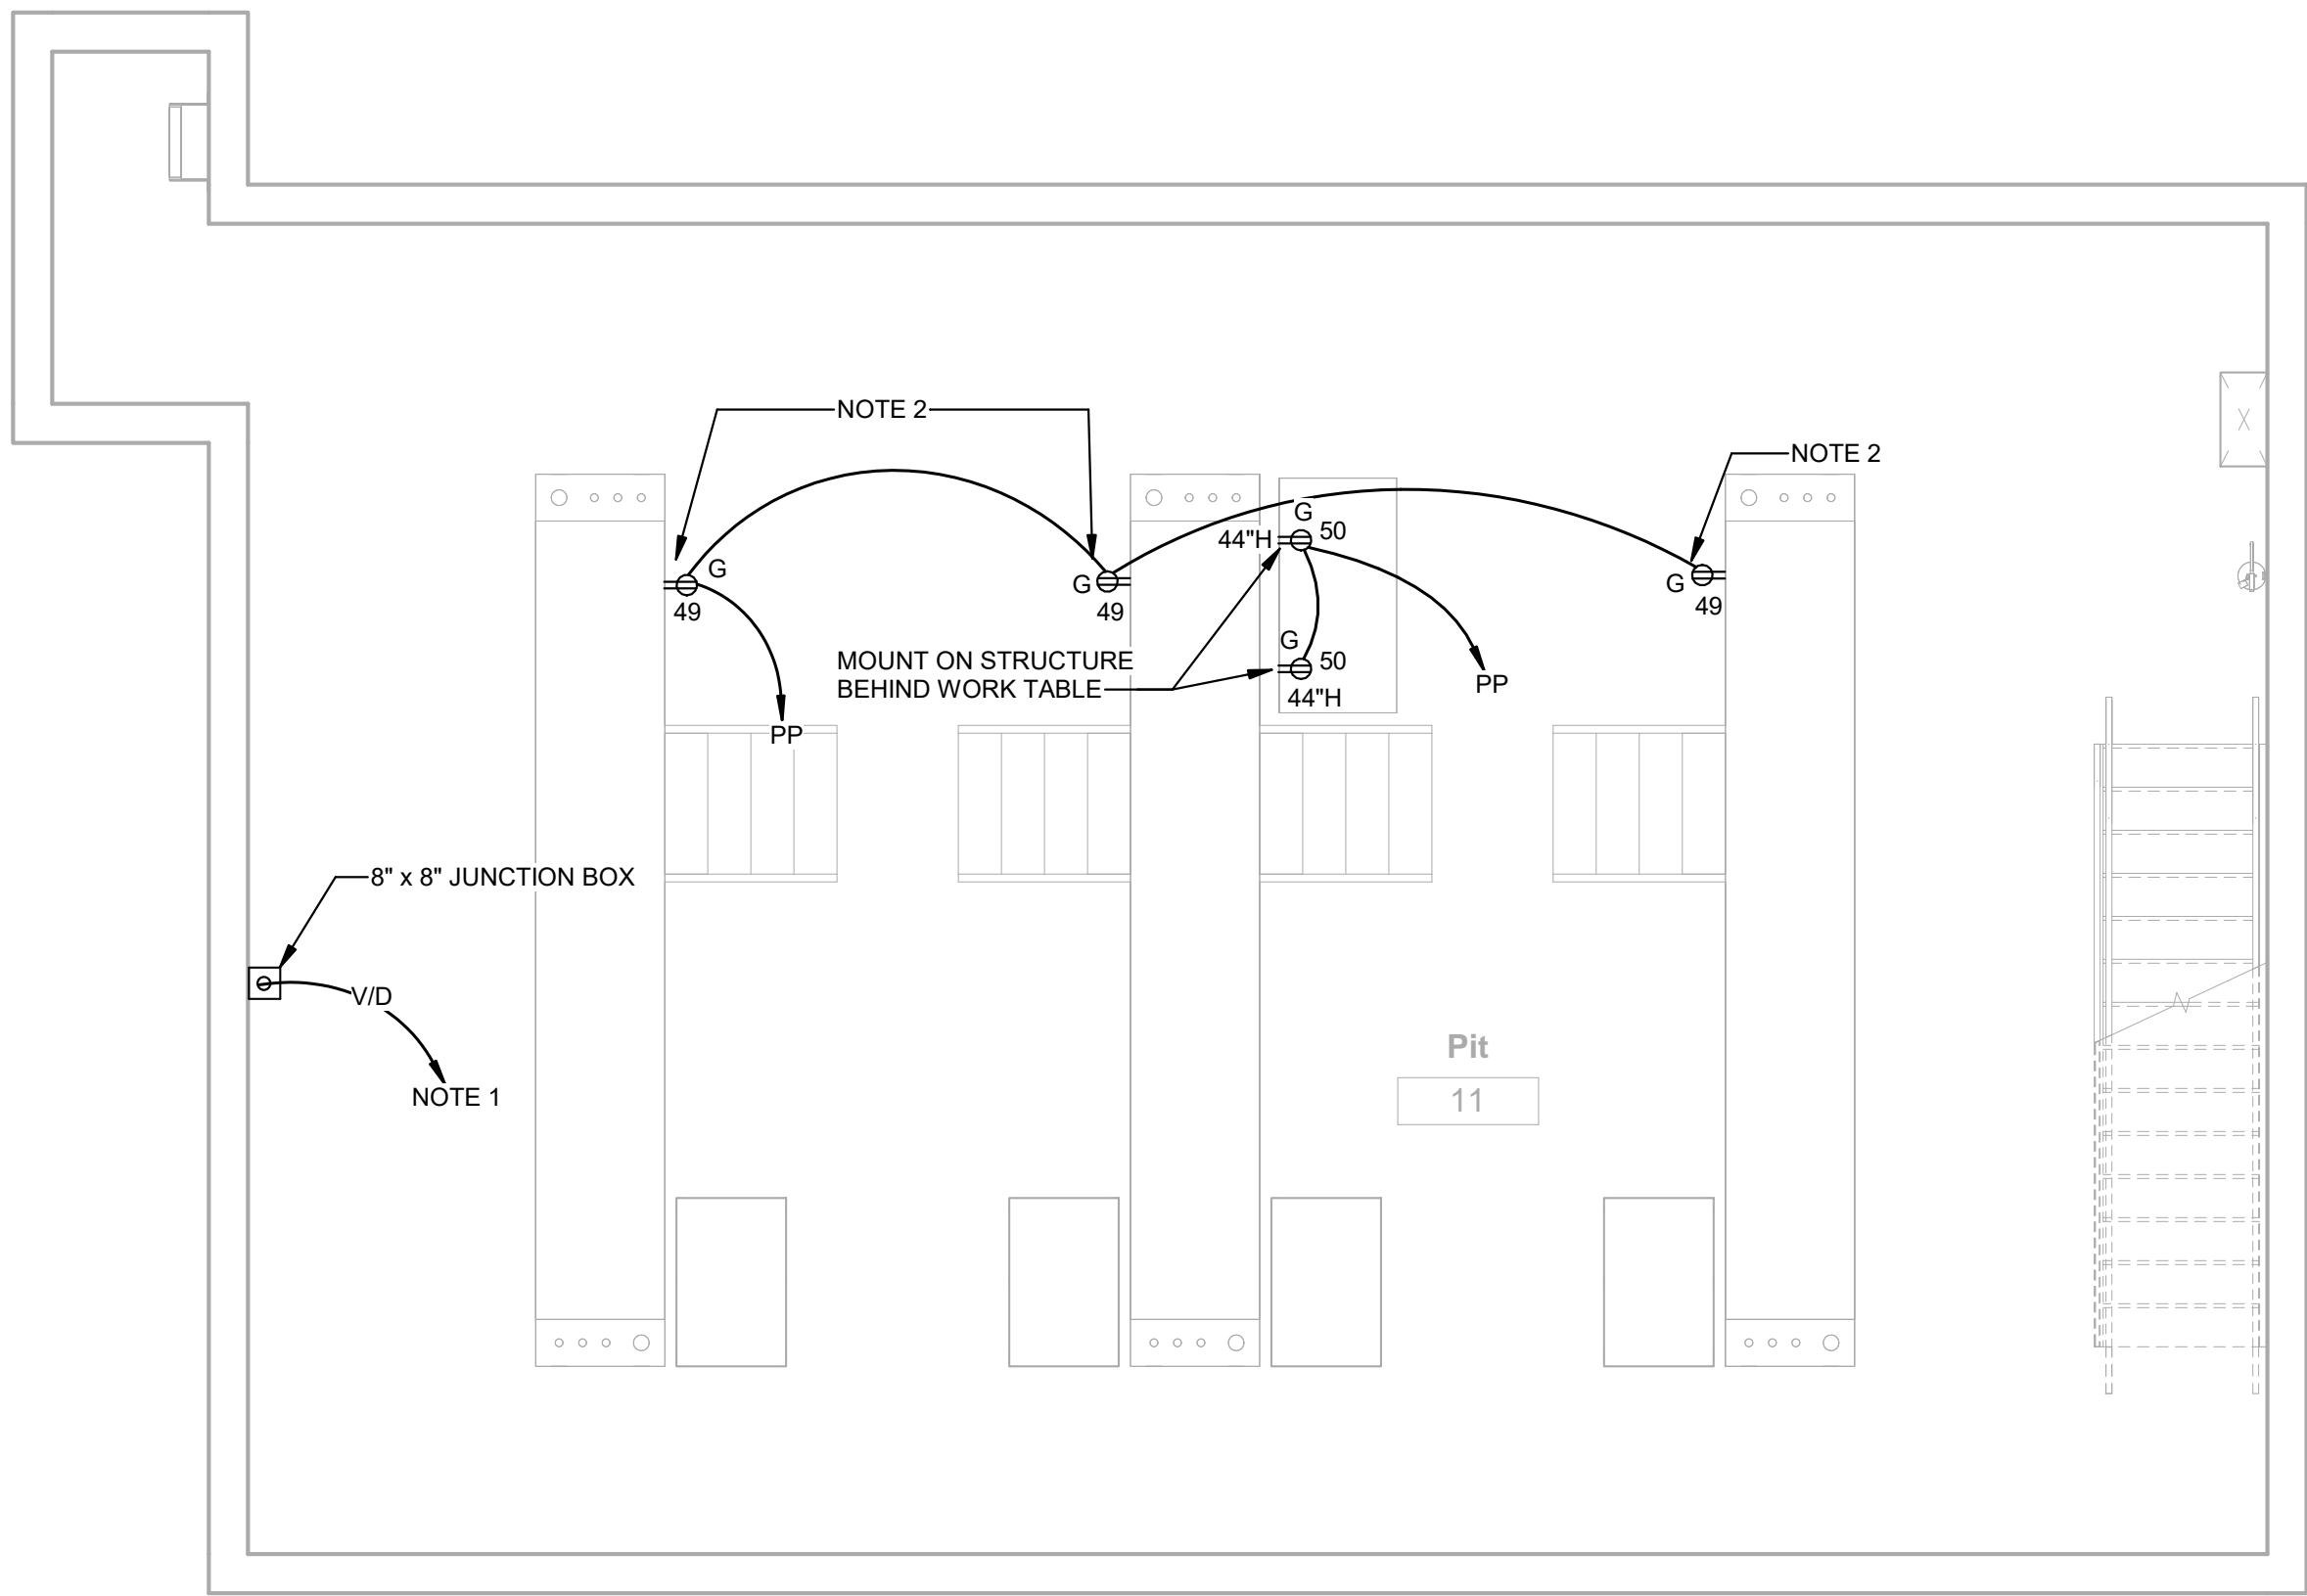 NOTE 2
NOTE 2
G
50
44"H
G
49
G
49
G
49
G
50
44"H
MOUNT ON STRUCTURE
BEHIND WORK TABLE
PP
PP
8" x 8" JUNCTION BOX
V/D
NOTE 1
Pit
11